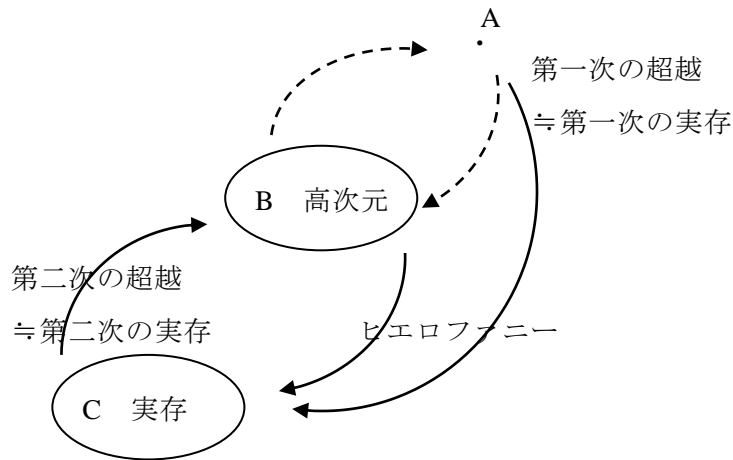 A
第一次の超越
≒第一次の実存
B 高次元
第二次の超越
≒第二次の実存
ヒエロファニー
C 実存